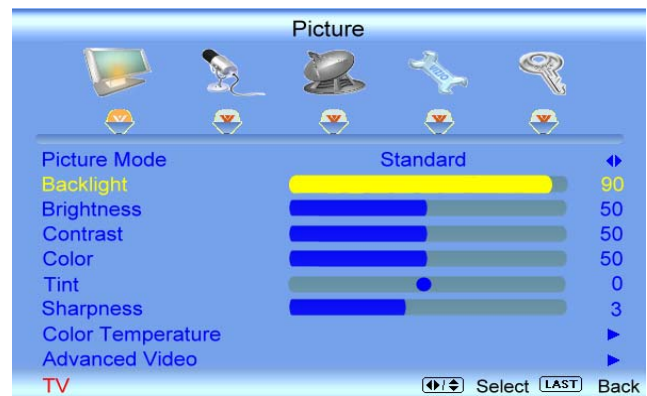 Picture
Picture Mode Standard
Backlight 90
Brightness 50
Contrast 50
Color 50
Tint 0
Sharpness 3
Color Temperature
Advanced Video
TV Select LAST Back